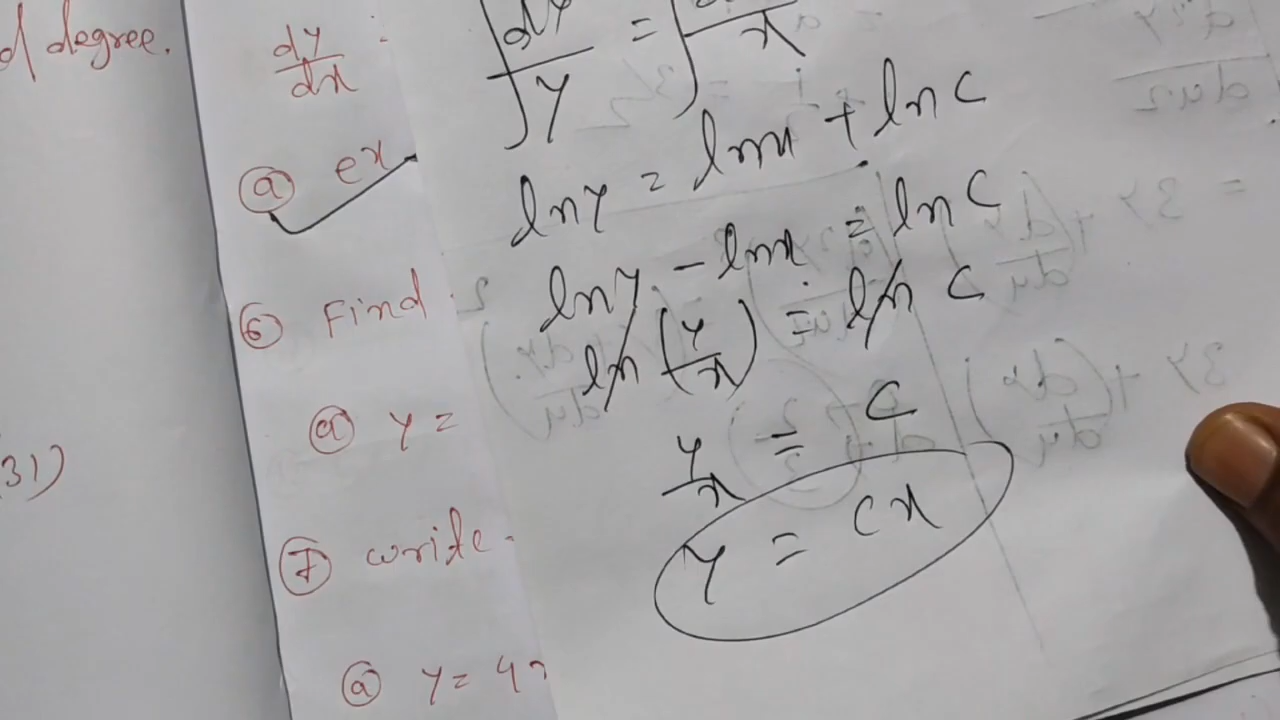 d degree.
dy/dx
(a) ex
(6) Find
(a) y =
31)
(7) write
(a) y = 4
∫ dy/y = ∫ /x
ln y = ln x + ln c
ln y - ln x = ln c
ln (y/x) = ln c
y/x = c
y = cx